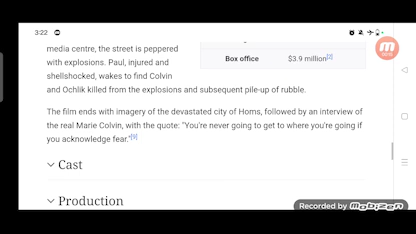 3:22
media centre, the street is peppered
with explosions. Paul, injured and
shellshocked, wakes to find Colvin
and Ochlik killed from the explosions and subsequent pile-up of rubble.
Box office $3.9 million[2]
The film ends with imagery of the devastated city of Homs, followed by an interview of
the real Marie Colvin, with the quote: "You're never going to get to where you're going if
you acknowledge fear."[9]
Cast
Production
Recorded by mobizen